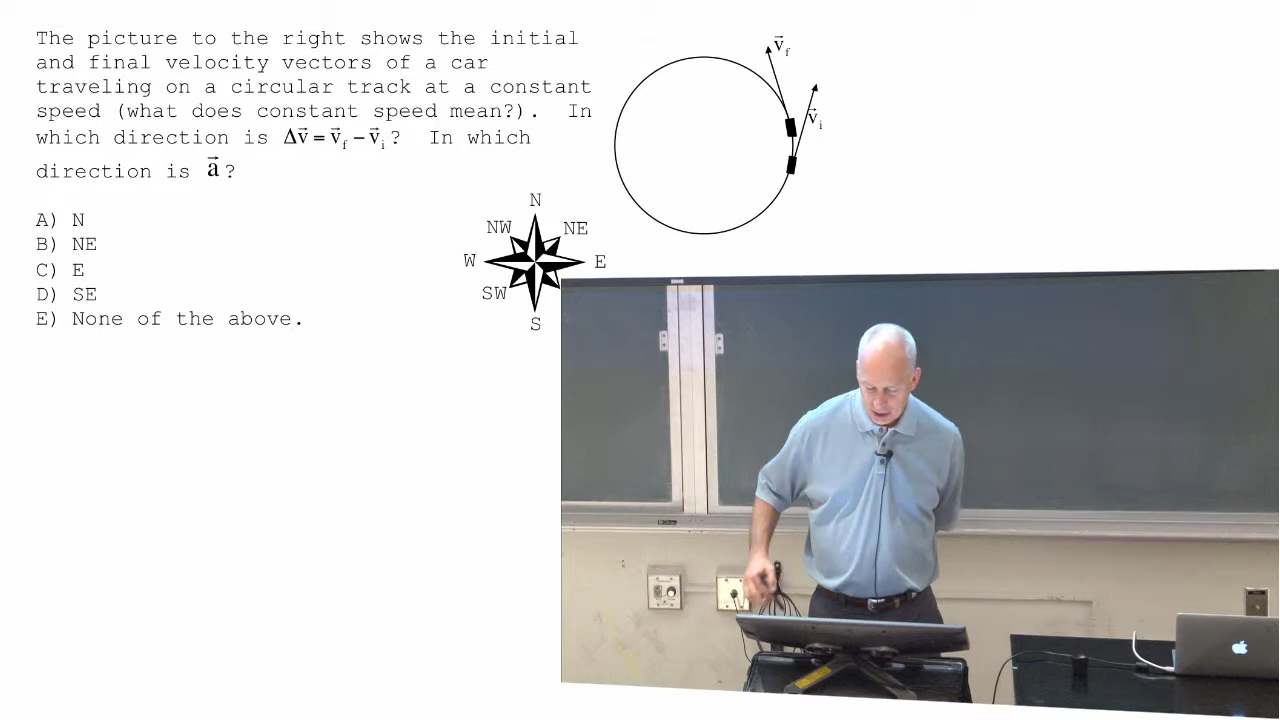 The picture to the right shows the initial
and final velocity vectors of a car
traveling on a circular track at a constant
speed (what does constant speed mean?). In
which direction is Δv⃗ = v⃗f − v⃗i ? In which
direction is a⃗ ?
A) N
B) NE
C) E
D) SE
E) None of the above.
v⃗f
v⃗i
N
NW NE
W E
SW
S